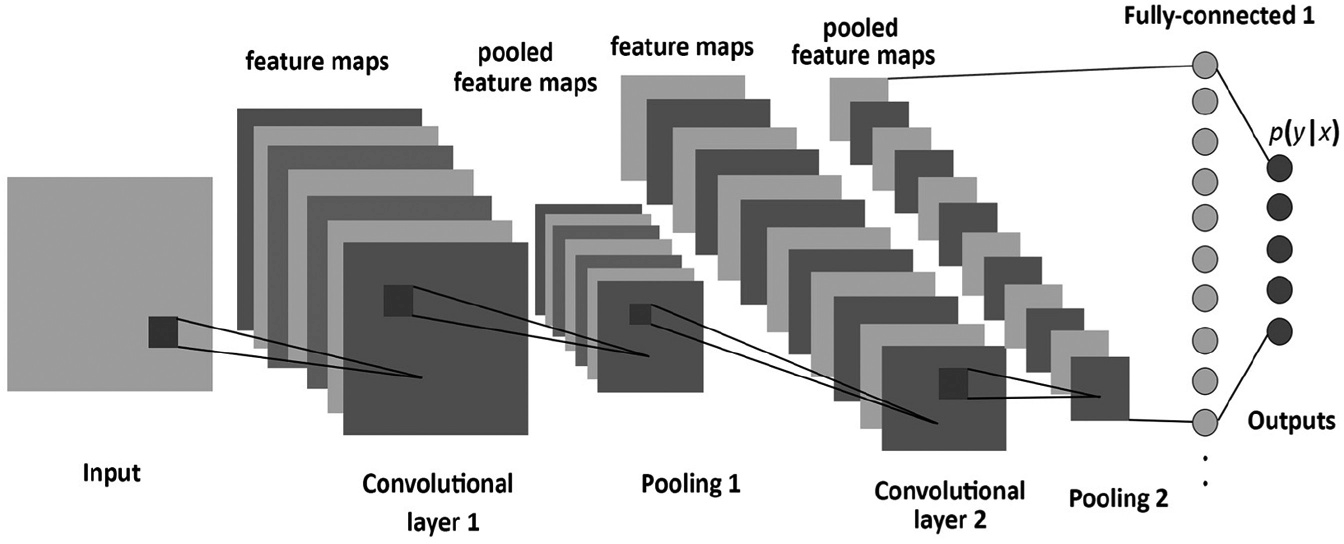 feature maps
pooled
feature maps
feature maps
pooled
feature maps
Fully-connected 1
p(y|x)
Outputs
Input
Convolutional
layer 1
Pooling 1
Convolutional
layer 2
Pooling 2